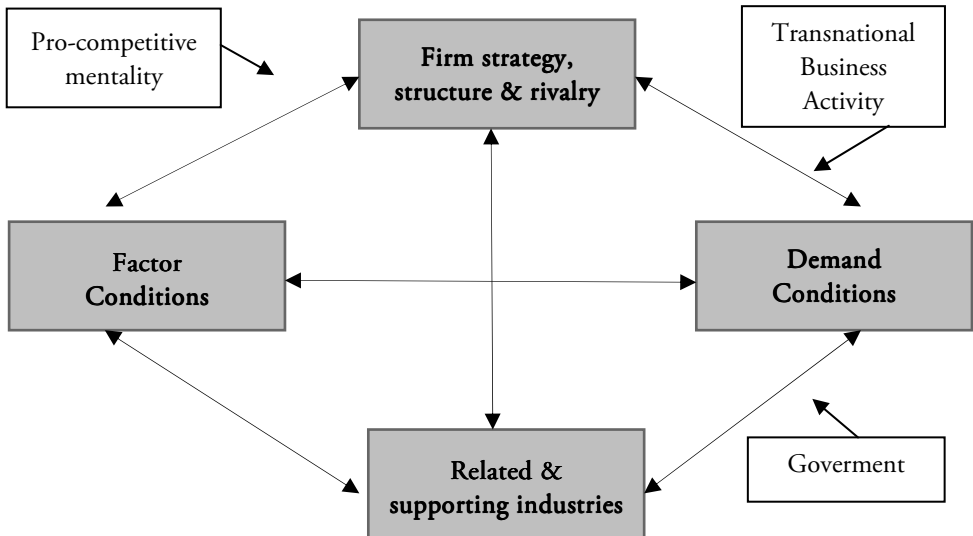 Pro-competitive
mentality
Firm strategy,
structure & rivalry
Transnational
Business
Activity
Factor
Conditions
Demand
Conditions
Related &
supporting industries
Goverment